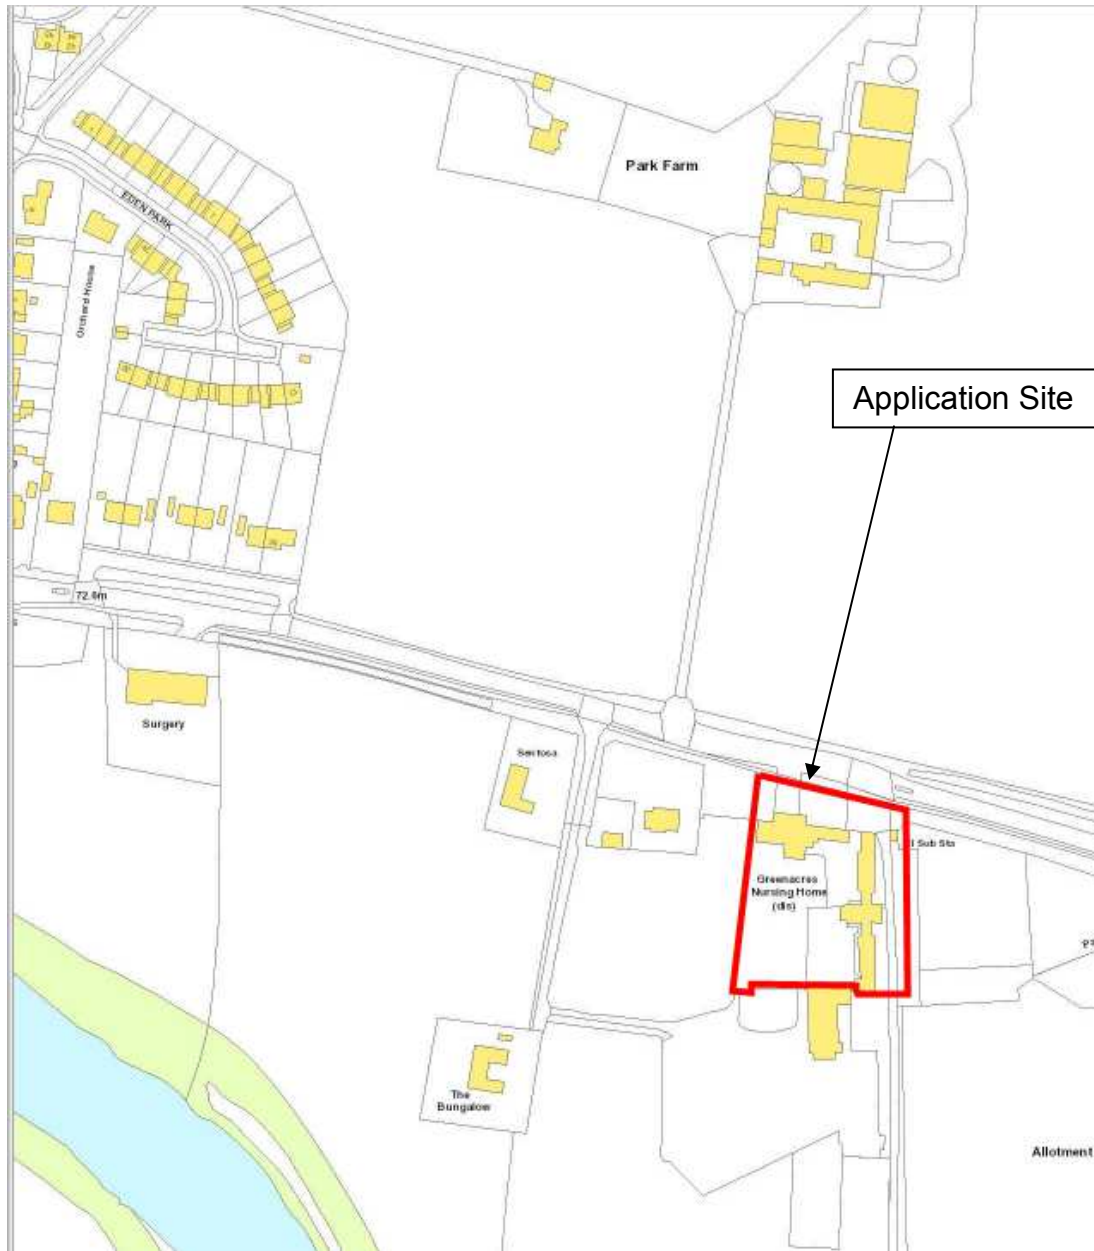 EDEN PARK
Park Farm
Orchard House
Application Site
72.0m
Surgery
Sentosa
l Sub Sta
Greenacres
Nursing Home
(dis)
The
Bungalow
Allotment